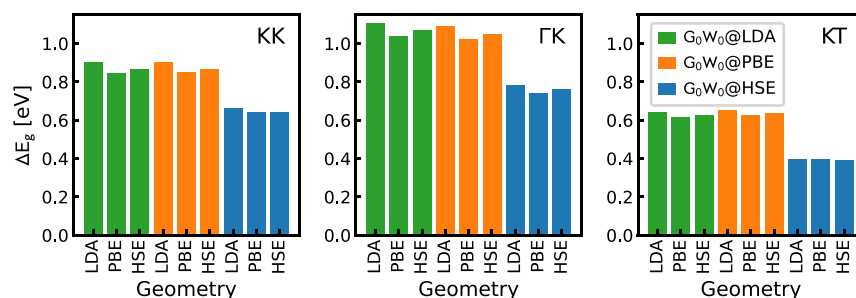 ΔE_g [eV]
1.0
0.8
0.6
0.4
0.2
0.0
KK
LDA PBE HSE LDA PBE HSE LDA PBE HSE
Geometry
1.0
0.8
0.6
0.4
0.2
0.0
ΓK
LDA PBE HSE LDA PBE HSE LDA PBE HSE
Geometry
1.0
0.8
0.6
0.4
0.2
0.0
G₀W₀@LDA
G₀W₀@PBE
G₀W₀@HSE
KT
LDA PBE HSE LDA PBE HSE LDA PBE HSE
Geometry